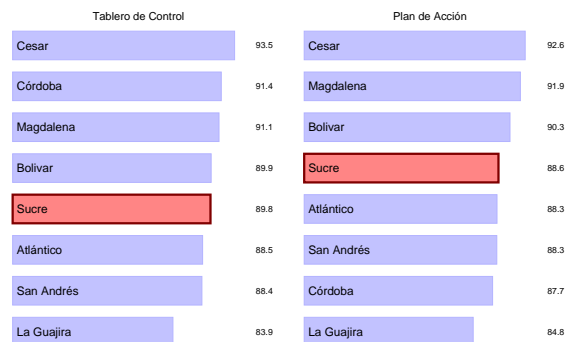 Tablero de Control
Cesar 93.5
Córdoba 91.4
Magdalena 91.1
Bolivar 89.9
Sucre 89.8
Atlántico 88.5
San Andrés 88.4
La Guajira 83.9
Plan de Acción
Cesar 92.6
Magdalena 91.9
Bolivar 90.3
Sucre 88.6
Atlántico 88.3
San Andrés 88.3
Córdoba 87.7
La Guajira 84.8